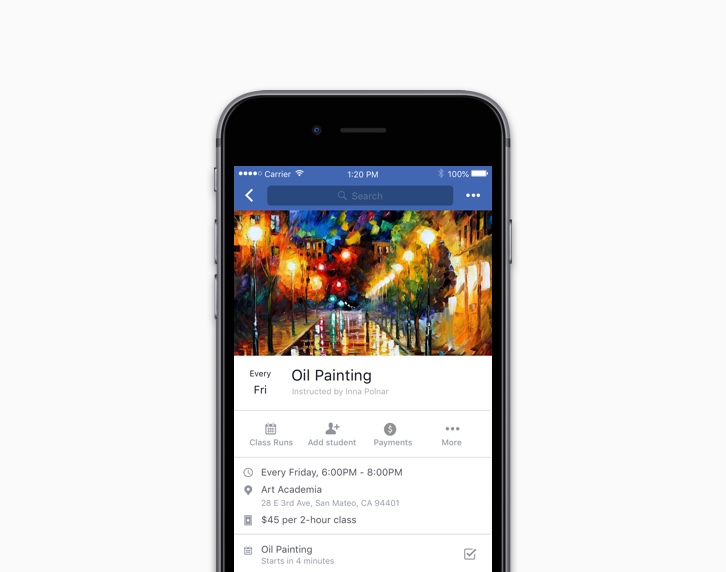 Carrier 1:20 PM 100%
Search
Every
Fri
Oil Painting
Instructed by Inna Polnar
Class Runs Add student Payments More
Every Friday, 6:00PM - 8:00PM
Art Academia
28 E 3rd Ave, San Mateo, CA 94401
$45 per 2-hour class
Oil Painting
Starts in 4 minutes